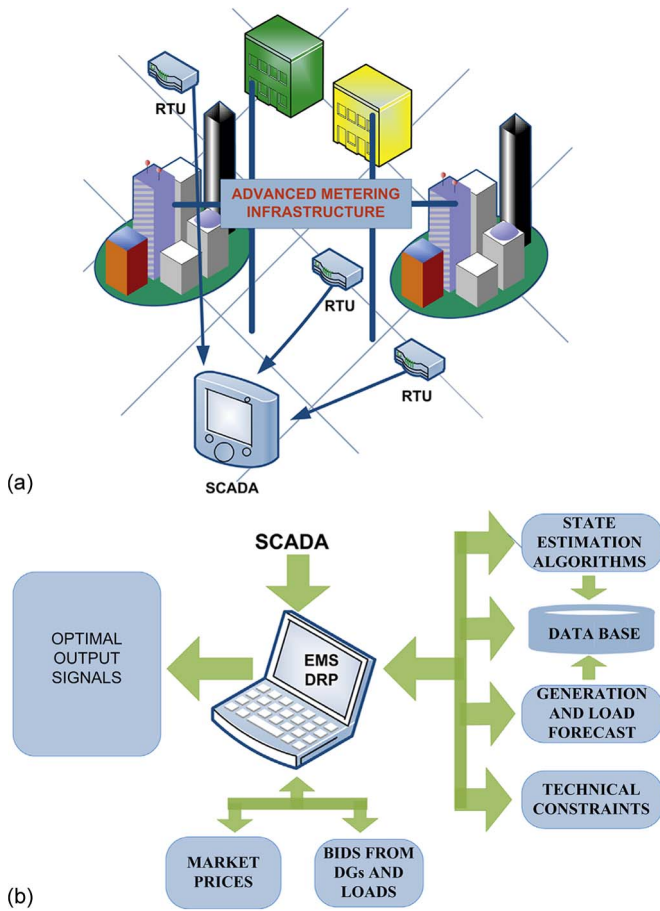 RTU
ADVANCED METERING
INFRASTRUCTURE
RTU
RTU
SCADA
(a)
SCADA
STATE
ESTIMATION
ALGORITHMS
OPTIMAL
OUTPUT
SIGNALS
EMS
DRP
DATA BASE
GENERATION
AND LOAD
FORECAST
TECHNICAL
CONSTRAINTS
MARKET
PRICES
BIDS FROM
DGs AND
LOADS
(b)